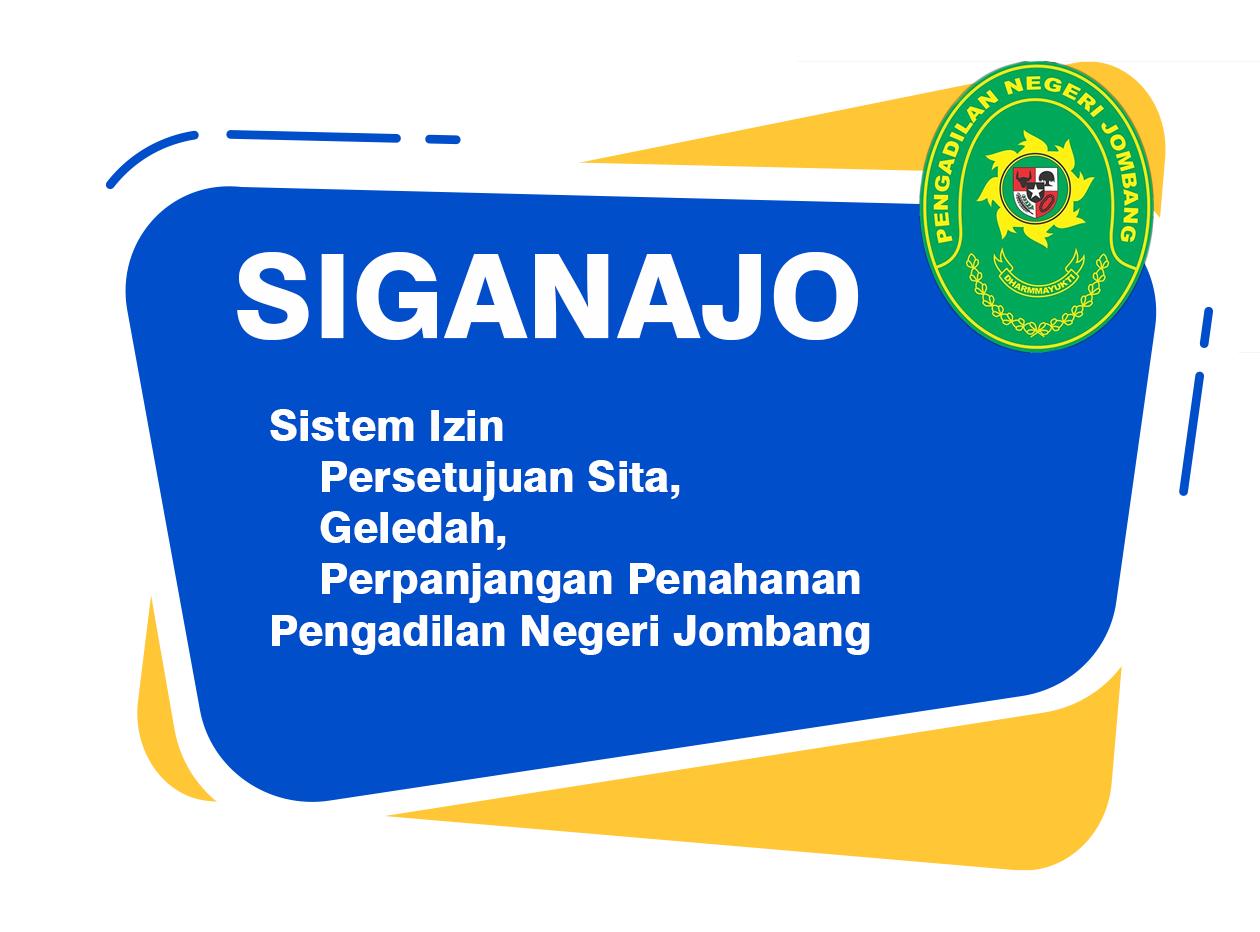 PENGADILAN NEGERI JOMBANG
DHARMMAYUKTI
SIGANAJO
Sistem Izin
Persetujuan Sita,
Geledah,
Perpanjangan Penahanan
Pengadilan Negeri Jombang